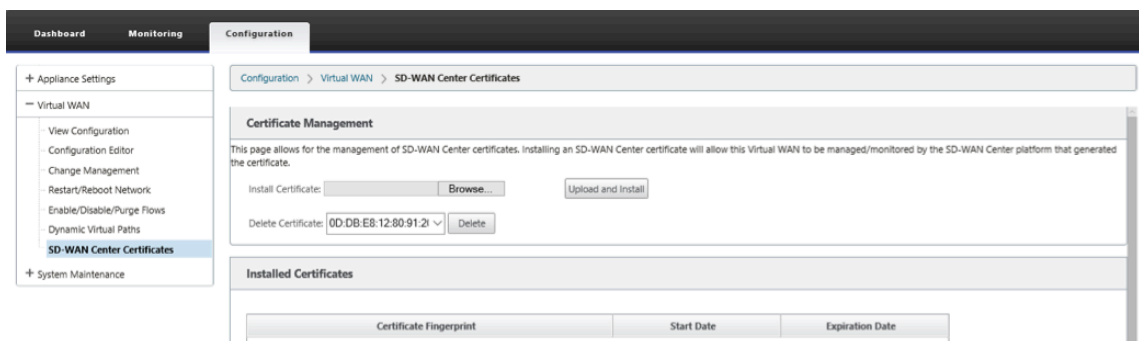 Dashboard Monitoring Configuration
+ Appliance Settings
− Virtual WAN
View Configuration
Configuration Editor
Change Management
Restart/Reboot Network
Enable/Disable/Purge Flows
Dynamic Virtual Paths
SD-WAN Center Certificates
+ System Maintenance
Configuration > Virtual WAN > SD-WAN Center Certificates
Certificate Management
This page allows for the management of SD-WAN Center certificates. Installing an SD-WAN Center certificate will allow this Virtual WAN to be managed/monitored by the SD-WAN Center platform that generated
the certificate.
Install Certificate: Browse... Upload and Install
Delete Certificate: 0D:DB:E8:12:80:91:2 Delete
Installed Certificates
Certificate Fingerprint Start Date Expiration Date